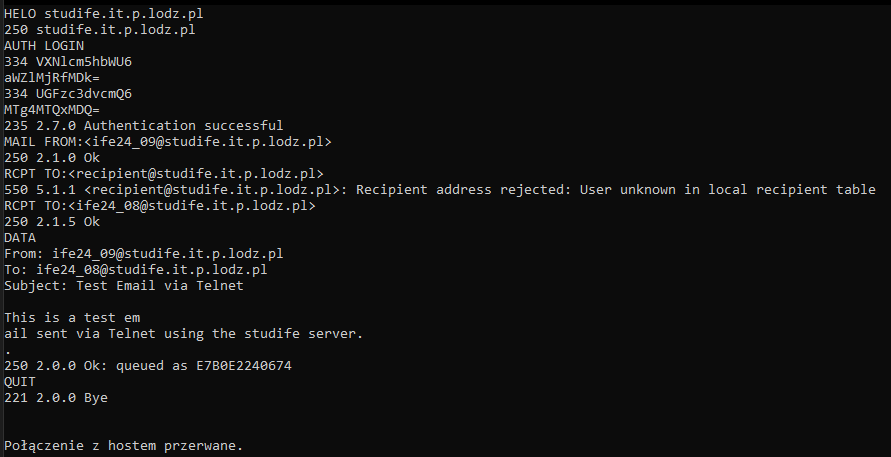 HELO studife.it.p.lodz.pl
250 studife.it.p.lodz.pl
AUTH LOGIN
334 VXNlcm5hbWU6
aWZlMjRfMDk=
334 UGFzc3dvcmQ6
MTg4MTQxMDQ=
235 2.7.0 Authentication successful
MAIL FROM:<ife24_09@studife.it.p.lodz.pl>
250 2.1.0 Ok
RCPT TO:<recipient@studife.it.p.lodz.pl>
550 5.1.1 <recipient@studife.it.p.lodz.pl>: Recipient address rejected: User unknown in local recipient table
RCPT TO:<ife24_08@studife.it.p.lodz.pl>
250 2.1.5 Ok
DATA
From: ife24_09@studife.it.p.lodz.pl
To: ife24_08@studife.it.p.lodz.pl
Subject: Test Email via Telnet

This is a test em
ail sent via Telnet using the studife server.
.
250 2.0.0 Ok: queued as E7B0E2240674
QUIT
221 2.0.0 Bye

Połączenie z hostem przerwane.